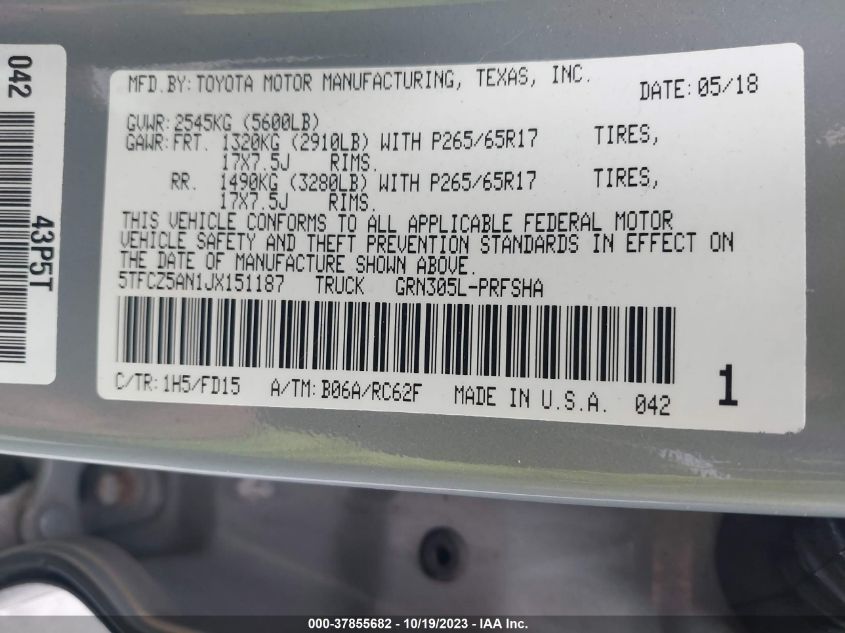 042
43P5T
MFD.BY:TOYOTA MOTOR MANUFACTURING, TEXAS, INC. DATE:05/18
GVWR:2545KG (5600LB)
GAWR:FRT. 1320KG (2910LB) WITH P265/65R17 TIRES,
17X7.5J RIMS.
RR. 1490KG (3280LB) WITH P265/65R17 TIRES,
17X7.5J RIMS.
THIS VEHICLE CONFORMS TO ALL APPLICABLE FEDERAL MOTOR
VEHICLE SAFETY AND THEFT PREVENTION STANDARDS IN EFFECT ON
THE DATE OF MANUFACTURE SHOWN ABOVE.
5TFCZ5AN1JX151187 TRUCK GRN305L-PRFSHA
C/TR:1H5/FD15 A/TM:B06A/RC62F MADE IN U.S.A. 042
1
000-37855682 - 10/19/2023 - IAA Inc.